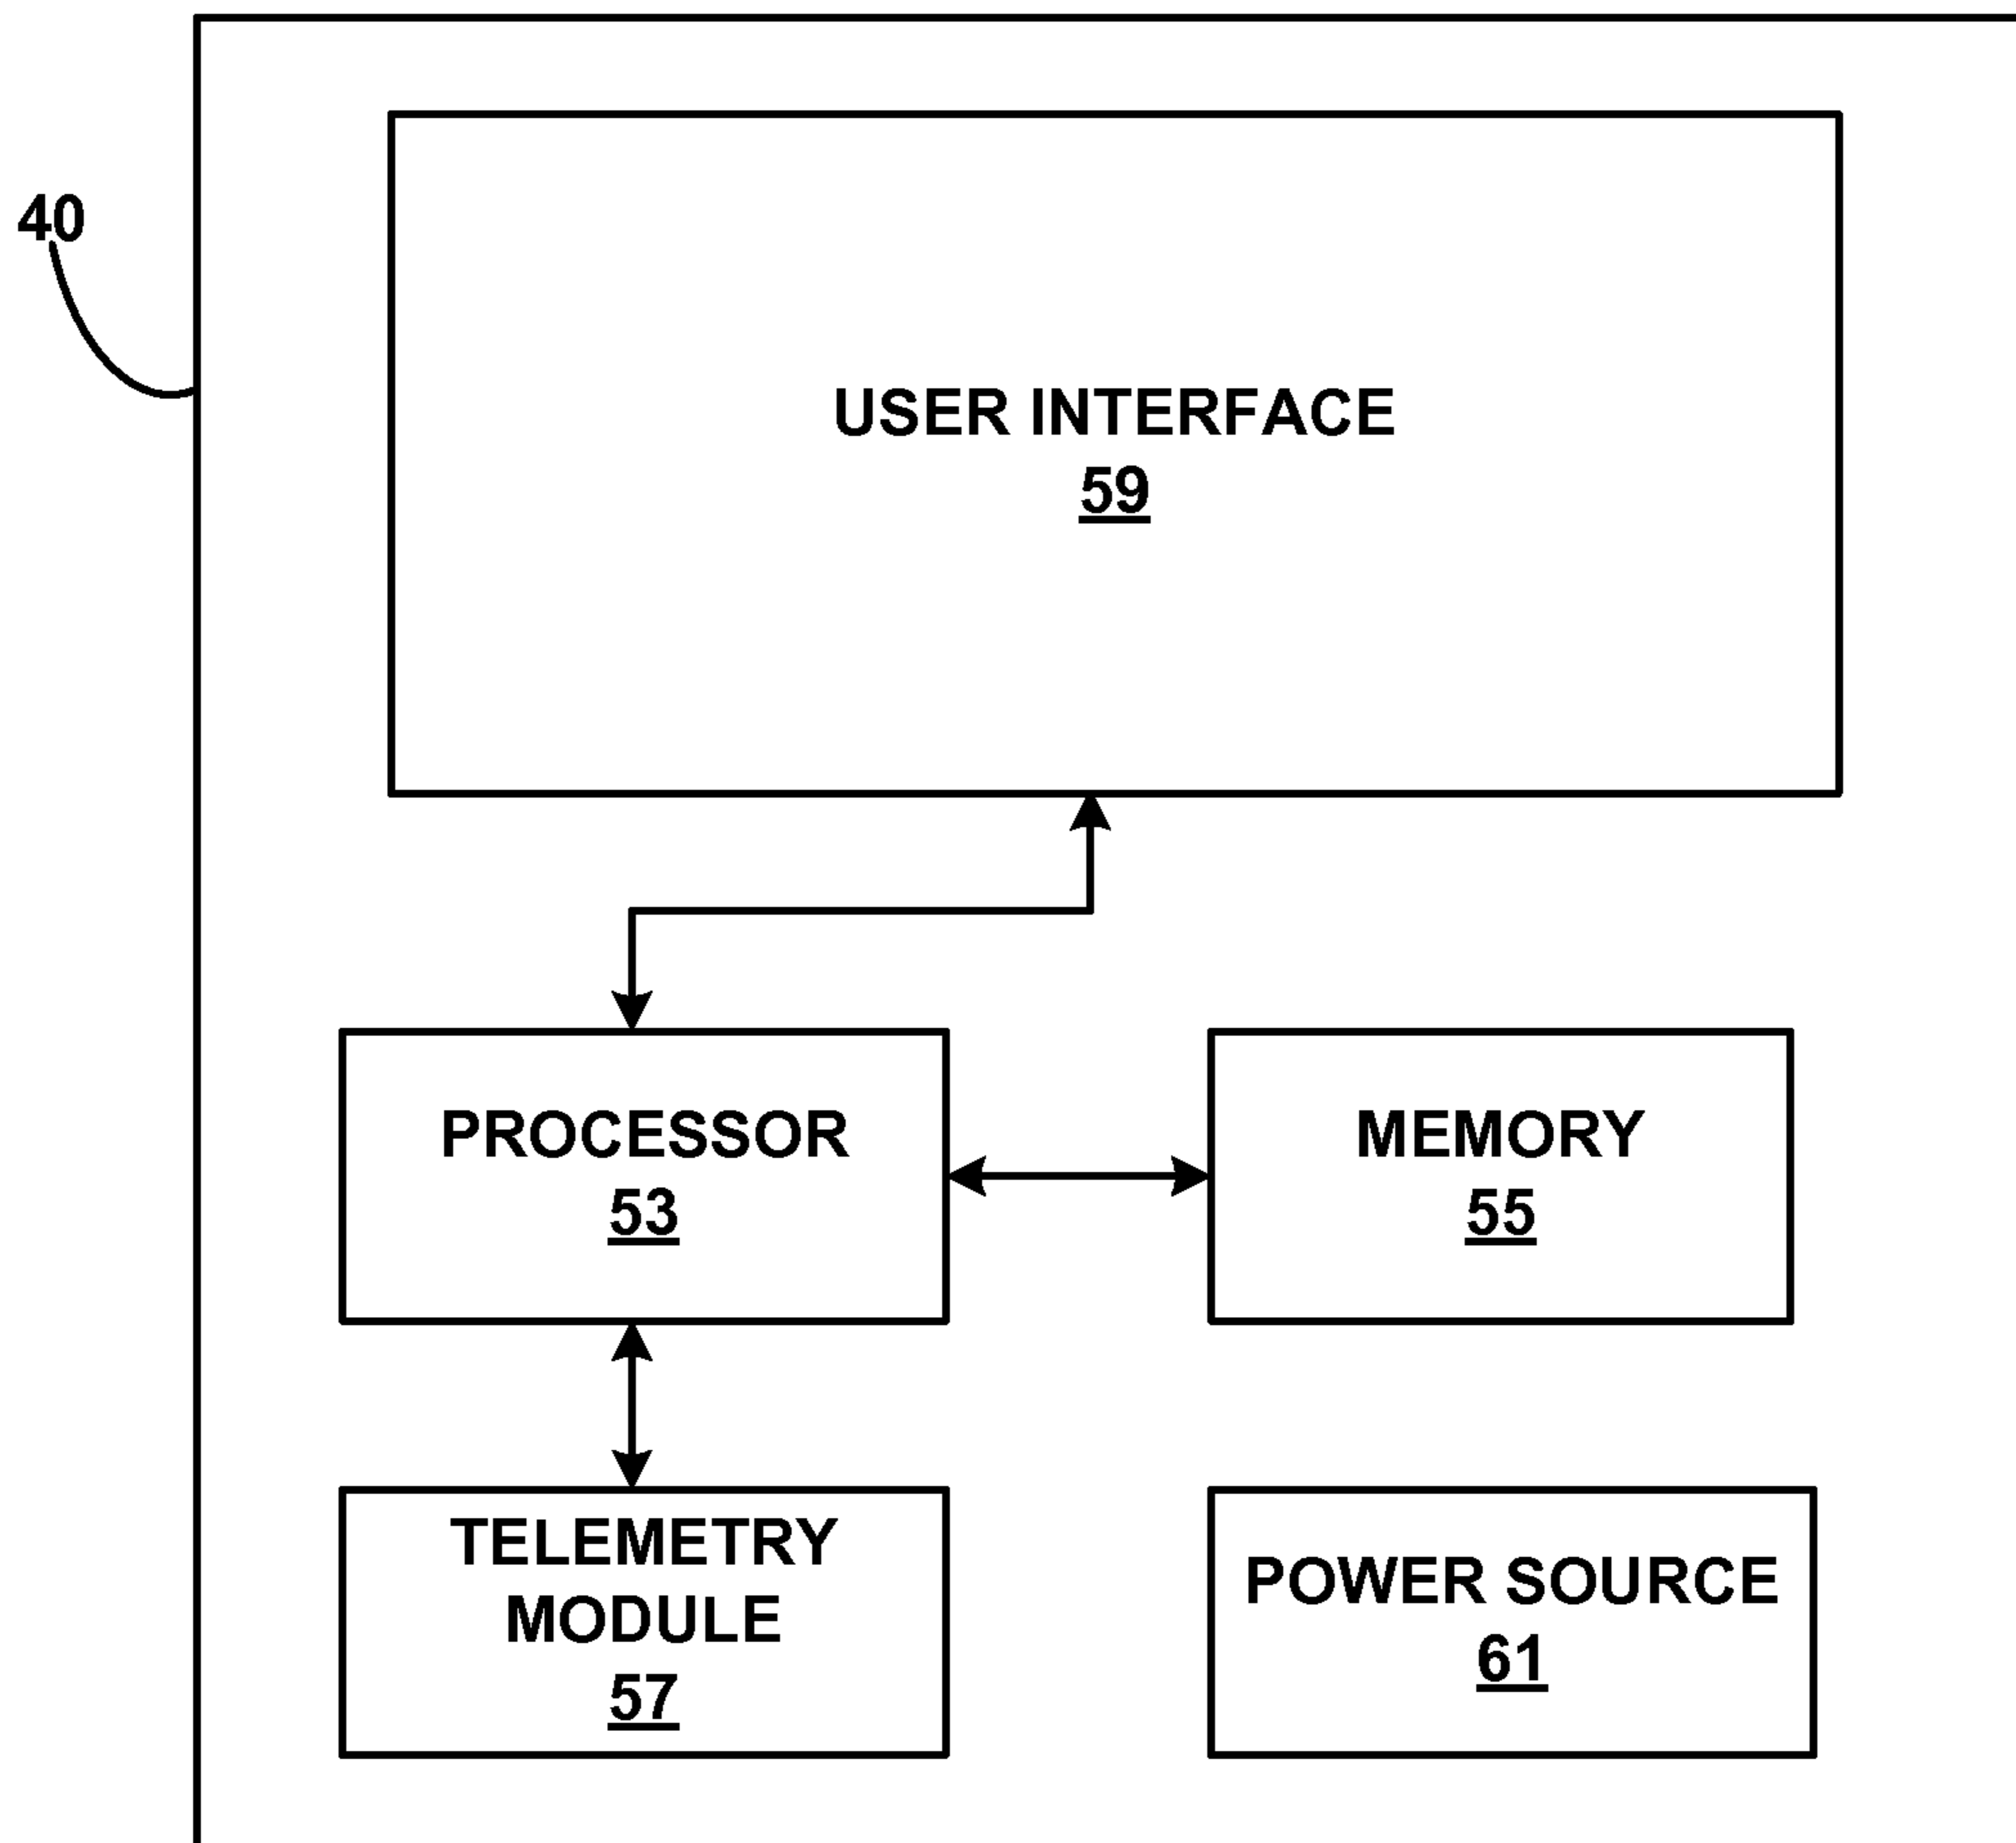 40
USER INTERFACE
59
PROCESSOR
53
MEMORY
55
TELEMETRY
MODULE
57
POWER SOURCE
61